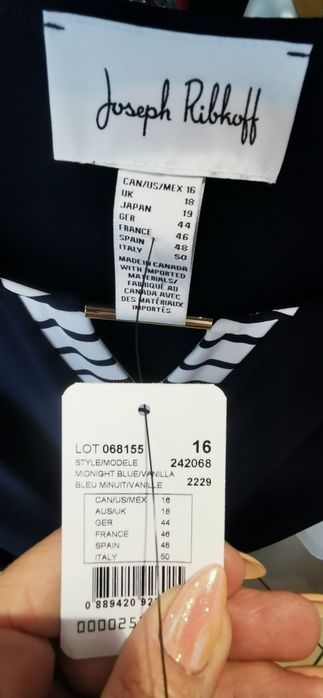 Joseph Ribkoff
CAN/US/MEX 16
UK 18
JAPAN 19
GER 44
FRANCE 46
SPAIN 48
ITALY 50
MADE IN CANADA
WITH IMPORTED
MATERIALS/
FABRIQUÉ AU
CANADA AVEC
DES MATÉRIAUX
IMPORTÉS
LOT 068155 16
STYLE/MODELE 242068
MIDNIGHT BLUE/VANILLA
BLEU MINUIT/VANILLE 2229
CAN/US/MEX 16
AUS/UK 18
GER 44
FRANCE 46
SPAIN 48
ITALY 50
0 889420 92